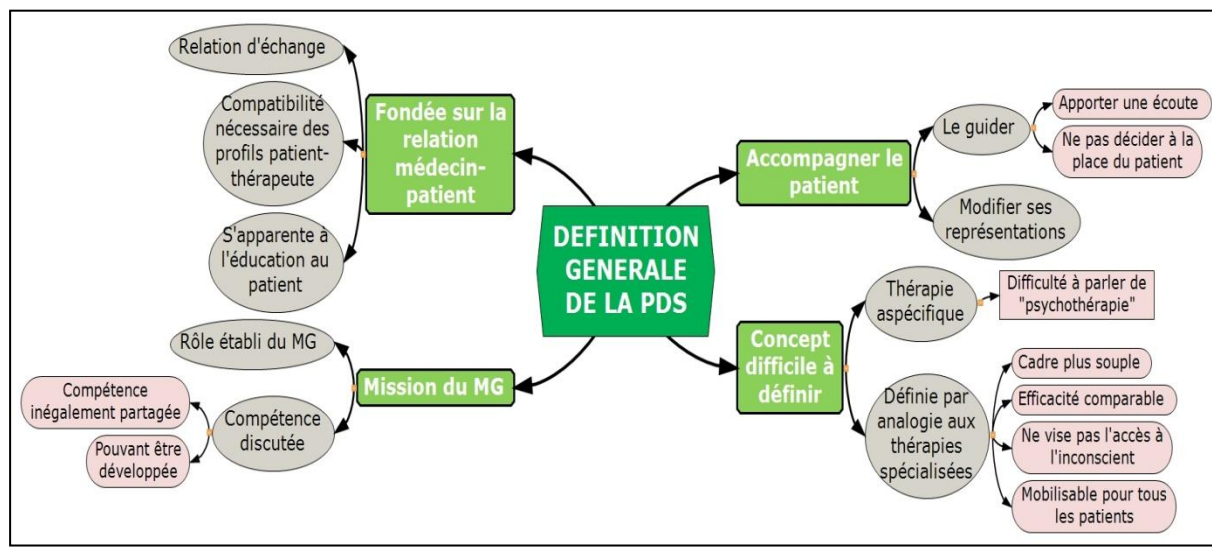 DEFINITION
GENERALE
DE LA PDS
Fondée sur la
relation
médecin-
patient
Relation d'échange
Compatibilité
nécessaire des
profils patient-
thérapeute
S'apparente à
l'éducation au
patient
Mission du MG
Rôle établi du MG
Compétence
discutée
Compétence
inégalement partagée
Pouvant être
développée
Accompagner le
patient
Le guider
Apporter une écoute
Ne pas décider à la
place du patient
Modifier ses
représentations
Concept
difficile à
définir
Thérapie
aspécifique
Difficulté à parler de
"psychothérapie"
Définie par
analogie aux
thérapies
spécialisées
Cadre plus souple
Efficacité comparable
Ne vise pas l'accès à
l'inconscient
Mobilisable pour tous
les patients